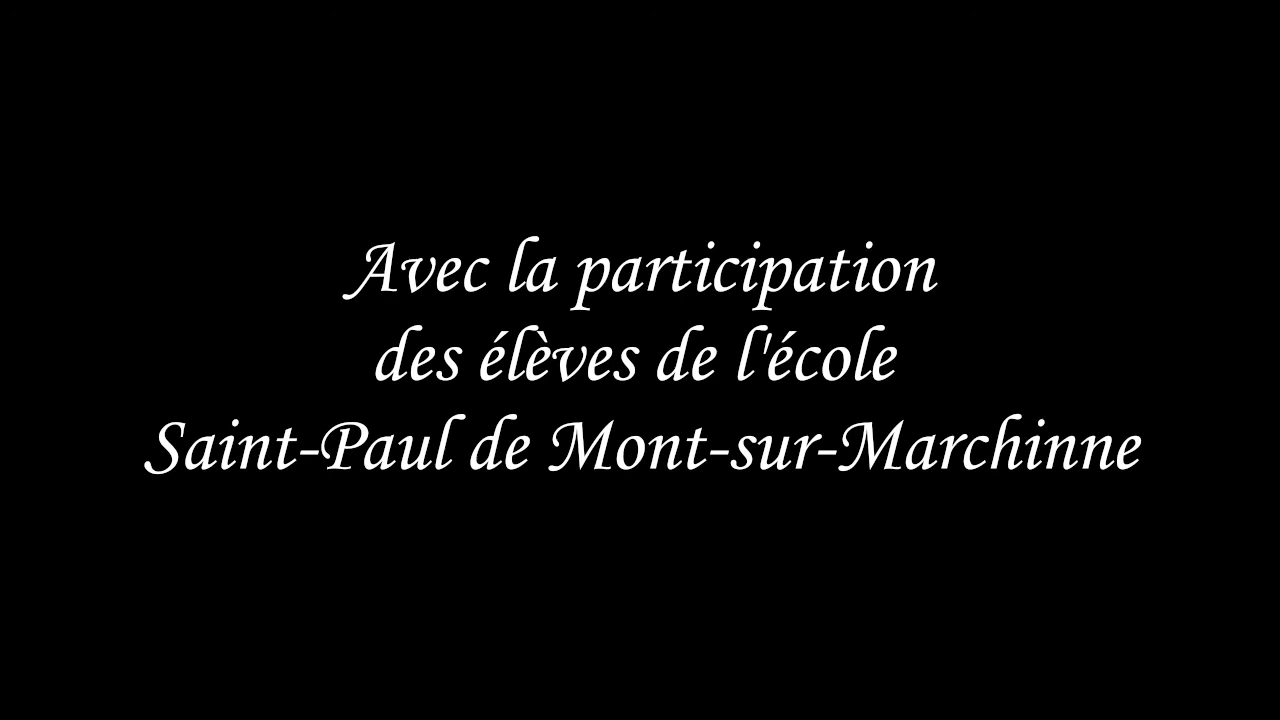 Avec la participation
des élèves de l'école
Saint-Paul de Mont-sur-Marchinne